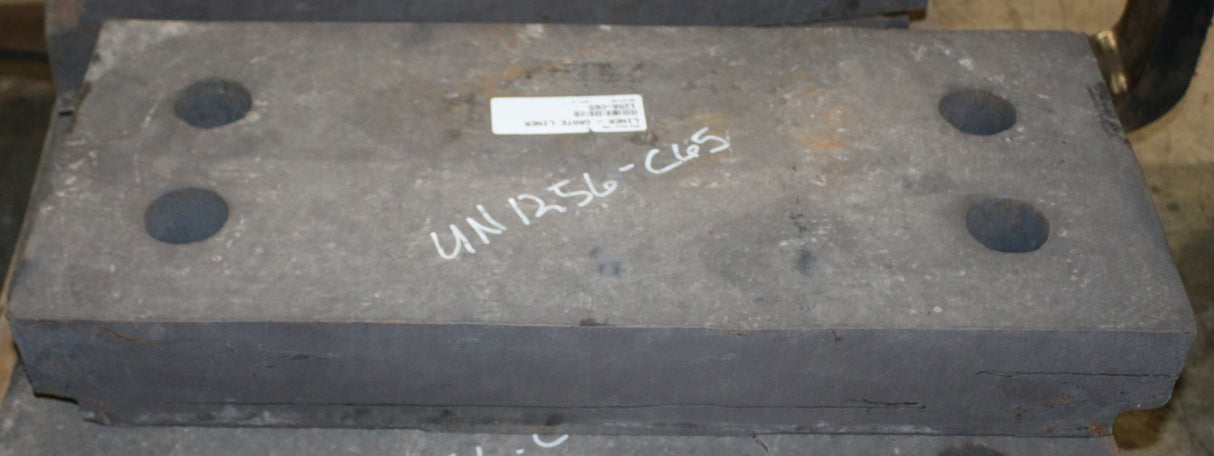 LINER - GRATE LINER
1256-C65
UN1256-C65